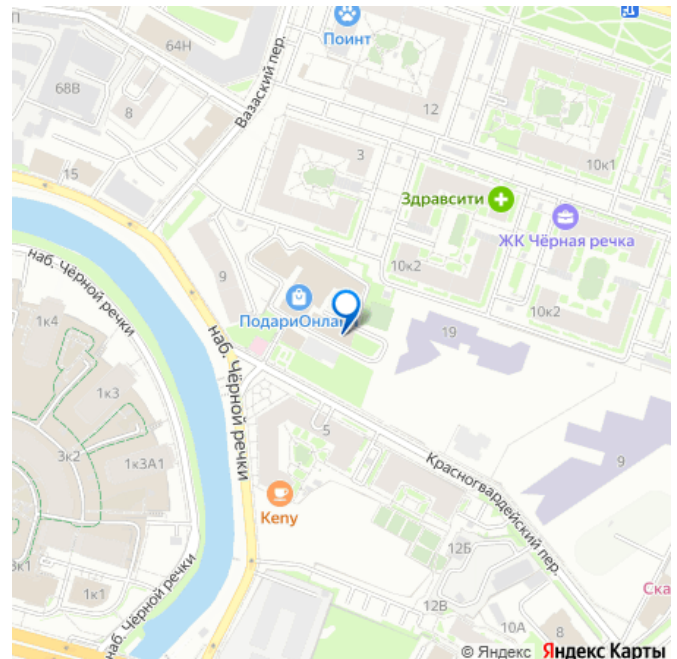 П
64Н
Поинт
68В
8
Вазаский пер.
12
3
10к1
15
Здравсити
ЖК Чёрная речка
наб. Чёрной речки
9
10к2
10к2
ПодариОнлай
1к4
19
наб. Чёрной речки
1к3
5
3к2
1к3А1
Красногвардейский пер.
9
Keny
12Б
3к1
1к1
12В
Ска
10А
8
наб. Чёрной речки
© Яндекс Яндекс Карты